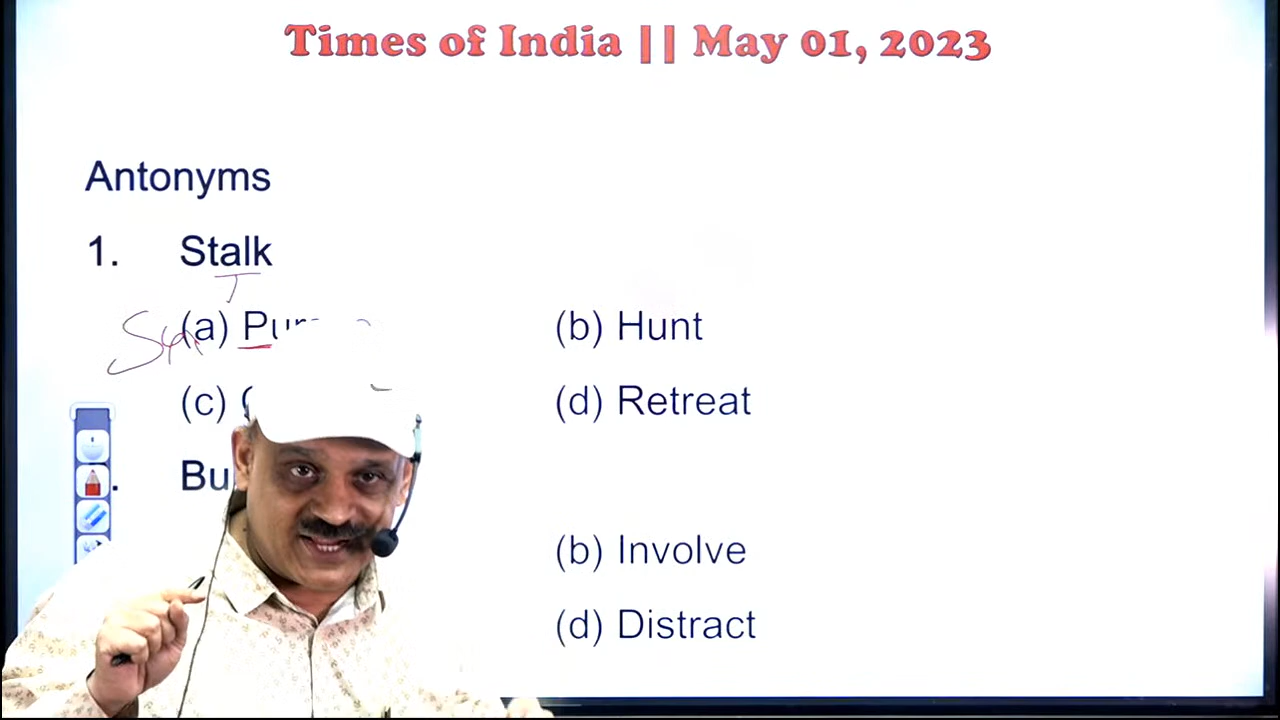 Times of India || May 01, 2023
Antonyms
1. Stalk
(a) (b) Hunt
(c) (d) Retreat
(b) Involve
(d) Distract